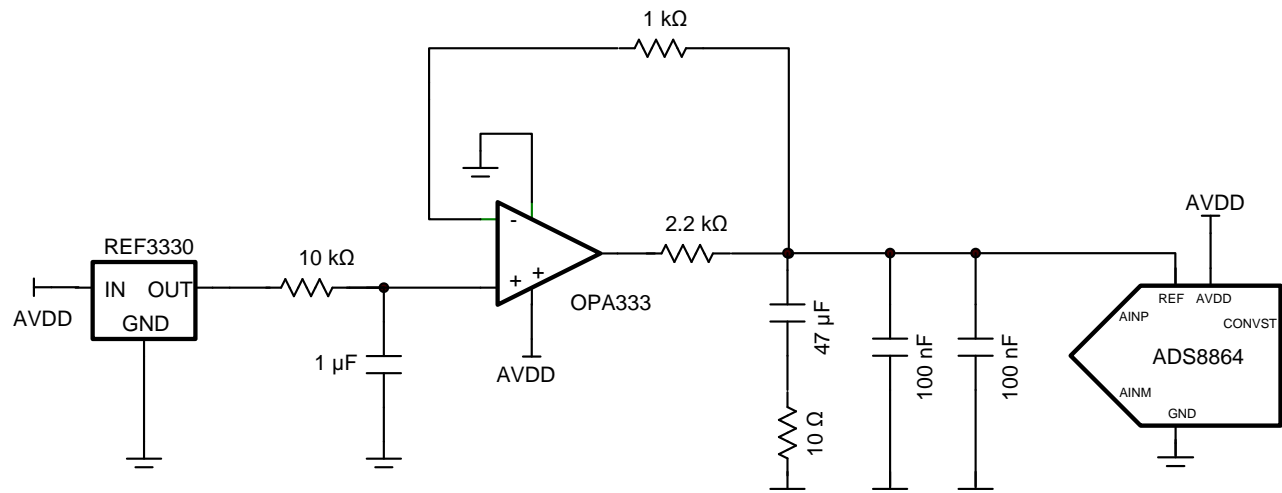 1 kΩ
2.2 kΩ
AVDD
REF3330
10 kΩ
IN OUT
GND
AVDD
-
+
+
OPA333
AVDD
1 µF
47 µF
10 Ω
100 nF
100 nF
REF
AVDD
AINP
CONVST
ADS8864
AINM
GND